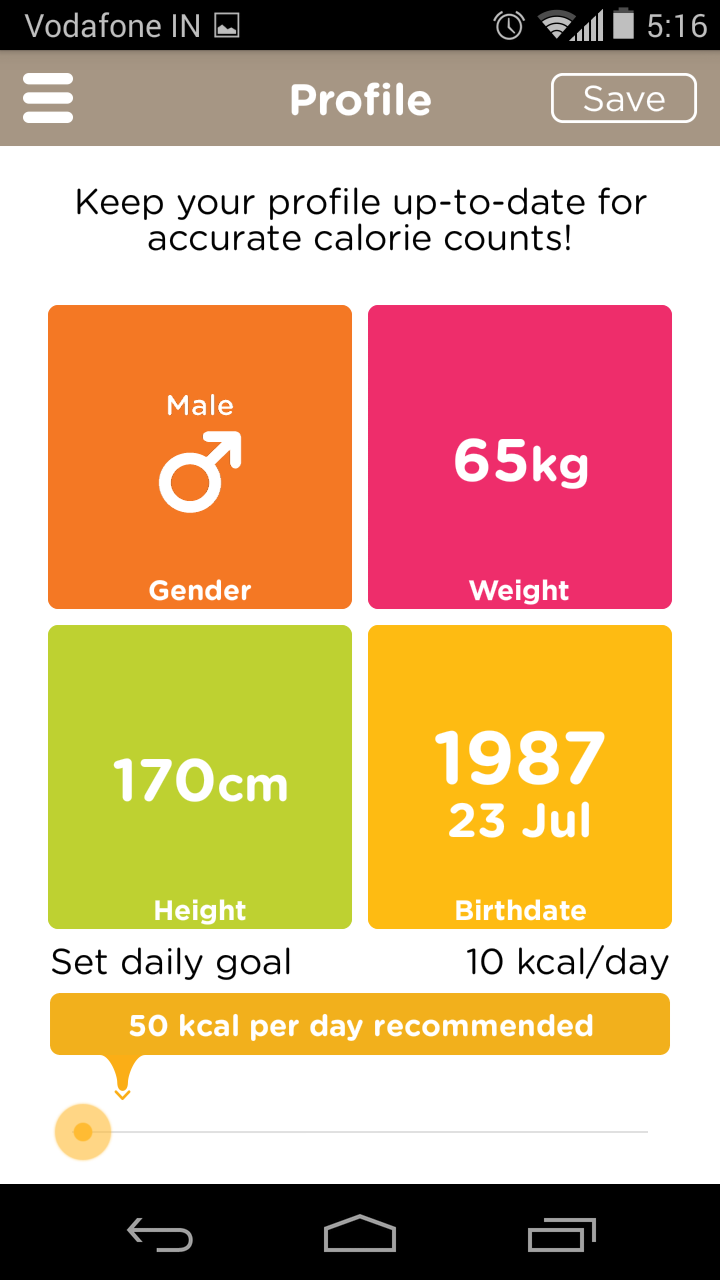 Vodafone IN
5:16
Profile
Save
Keep your profile up-to-date for
accurate calorie counts!
Male
Gender
65kg
Weight
170cm
Height
1987
23 Jul
Birthdate
Set daily goal
10 kcal/day
50 kcal per day recommended